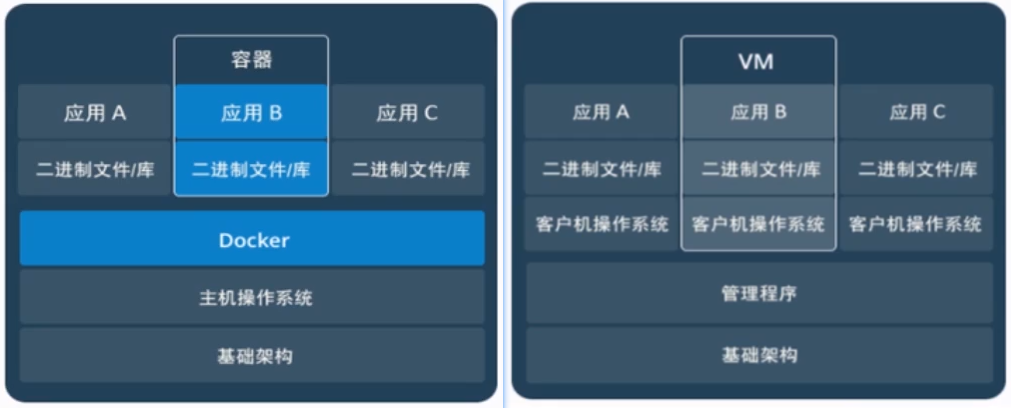 容器
应用 A
应用 B
应用 C
二进制文件/库
二进制文件/库
二进制文件/库
Docker
主机操作系统
基础架构
VM
应用 A
应用 B
应用 C
二进制文件/库
二进制文件/库
二进制文件/库
客户机操作系统
客户机操作系统
客户机操作系统
管理程序
基础架构